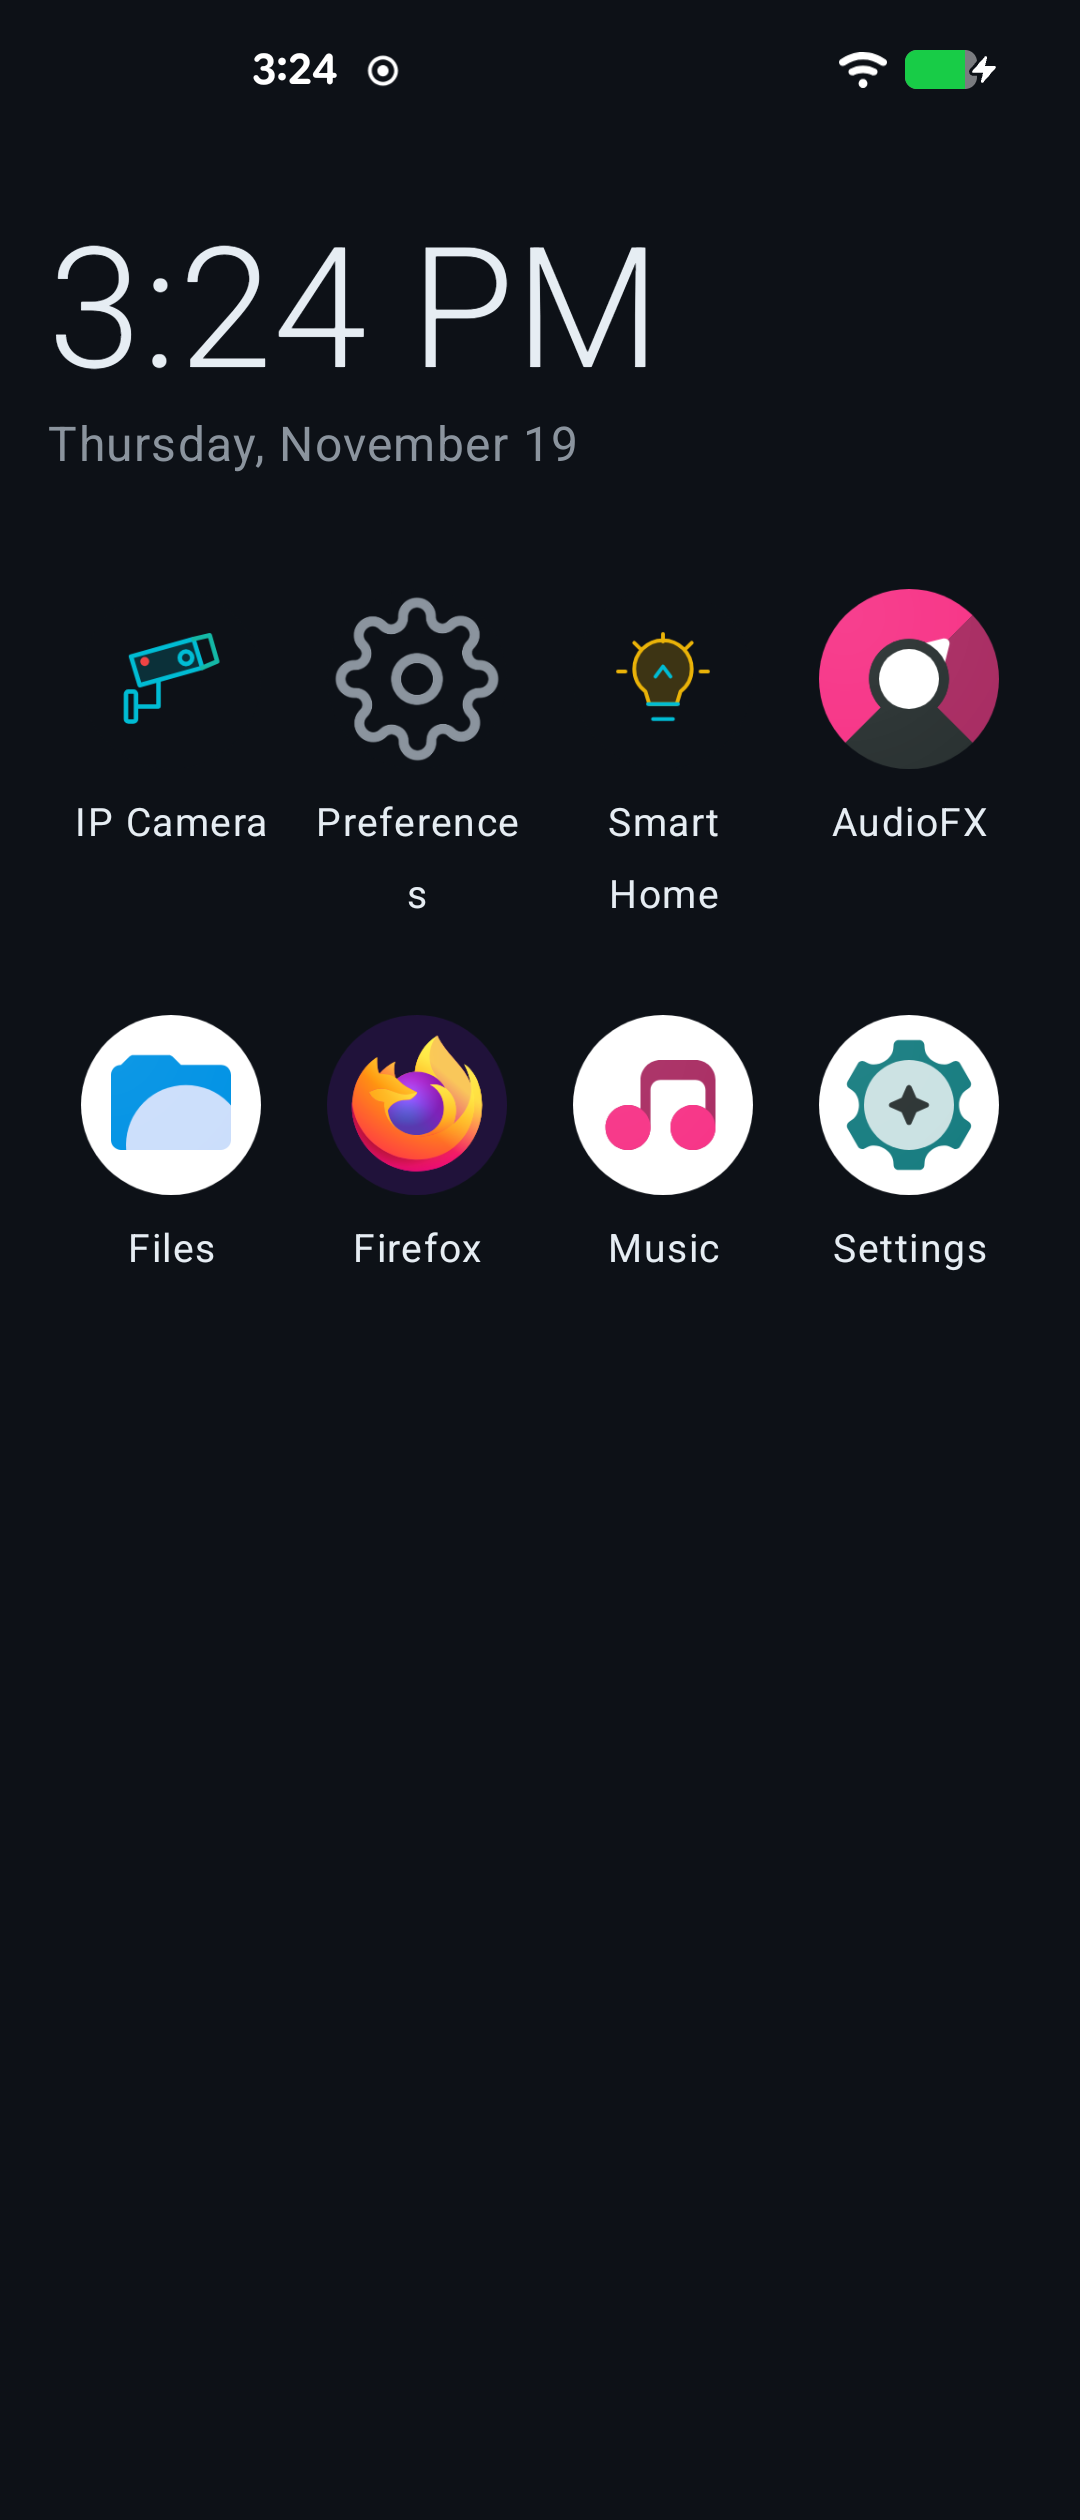 3:24
3:24 PM
Thursday, November 19
IP Camera
Preference
s
Smart
Home
AudioFX
Files
Firefox
Music
Settings